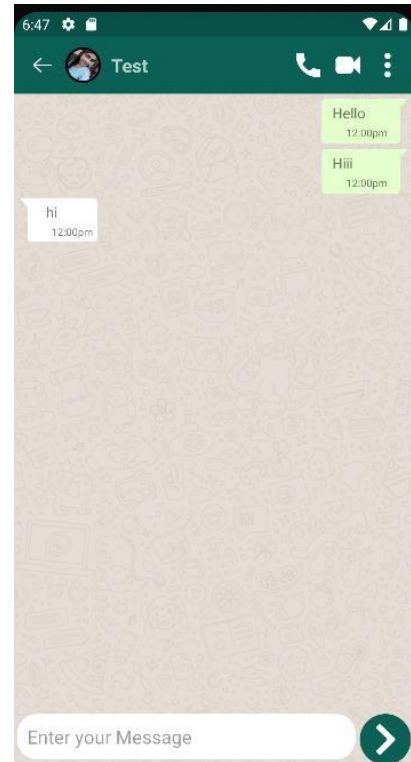 6:47
Test
Hello
12:00pm
Hiii
12:00pm
hi
12:00pm
Enter your Message